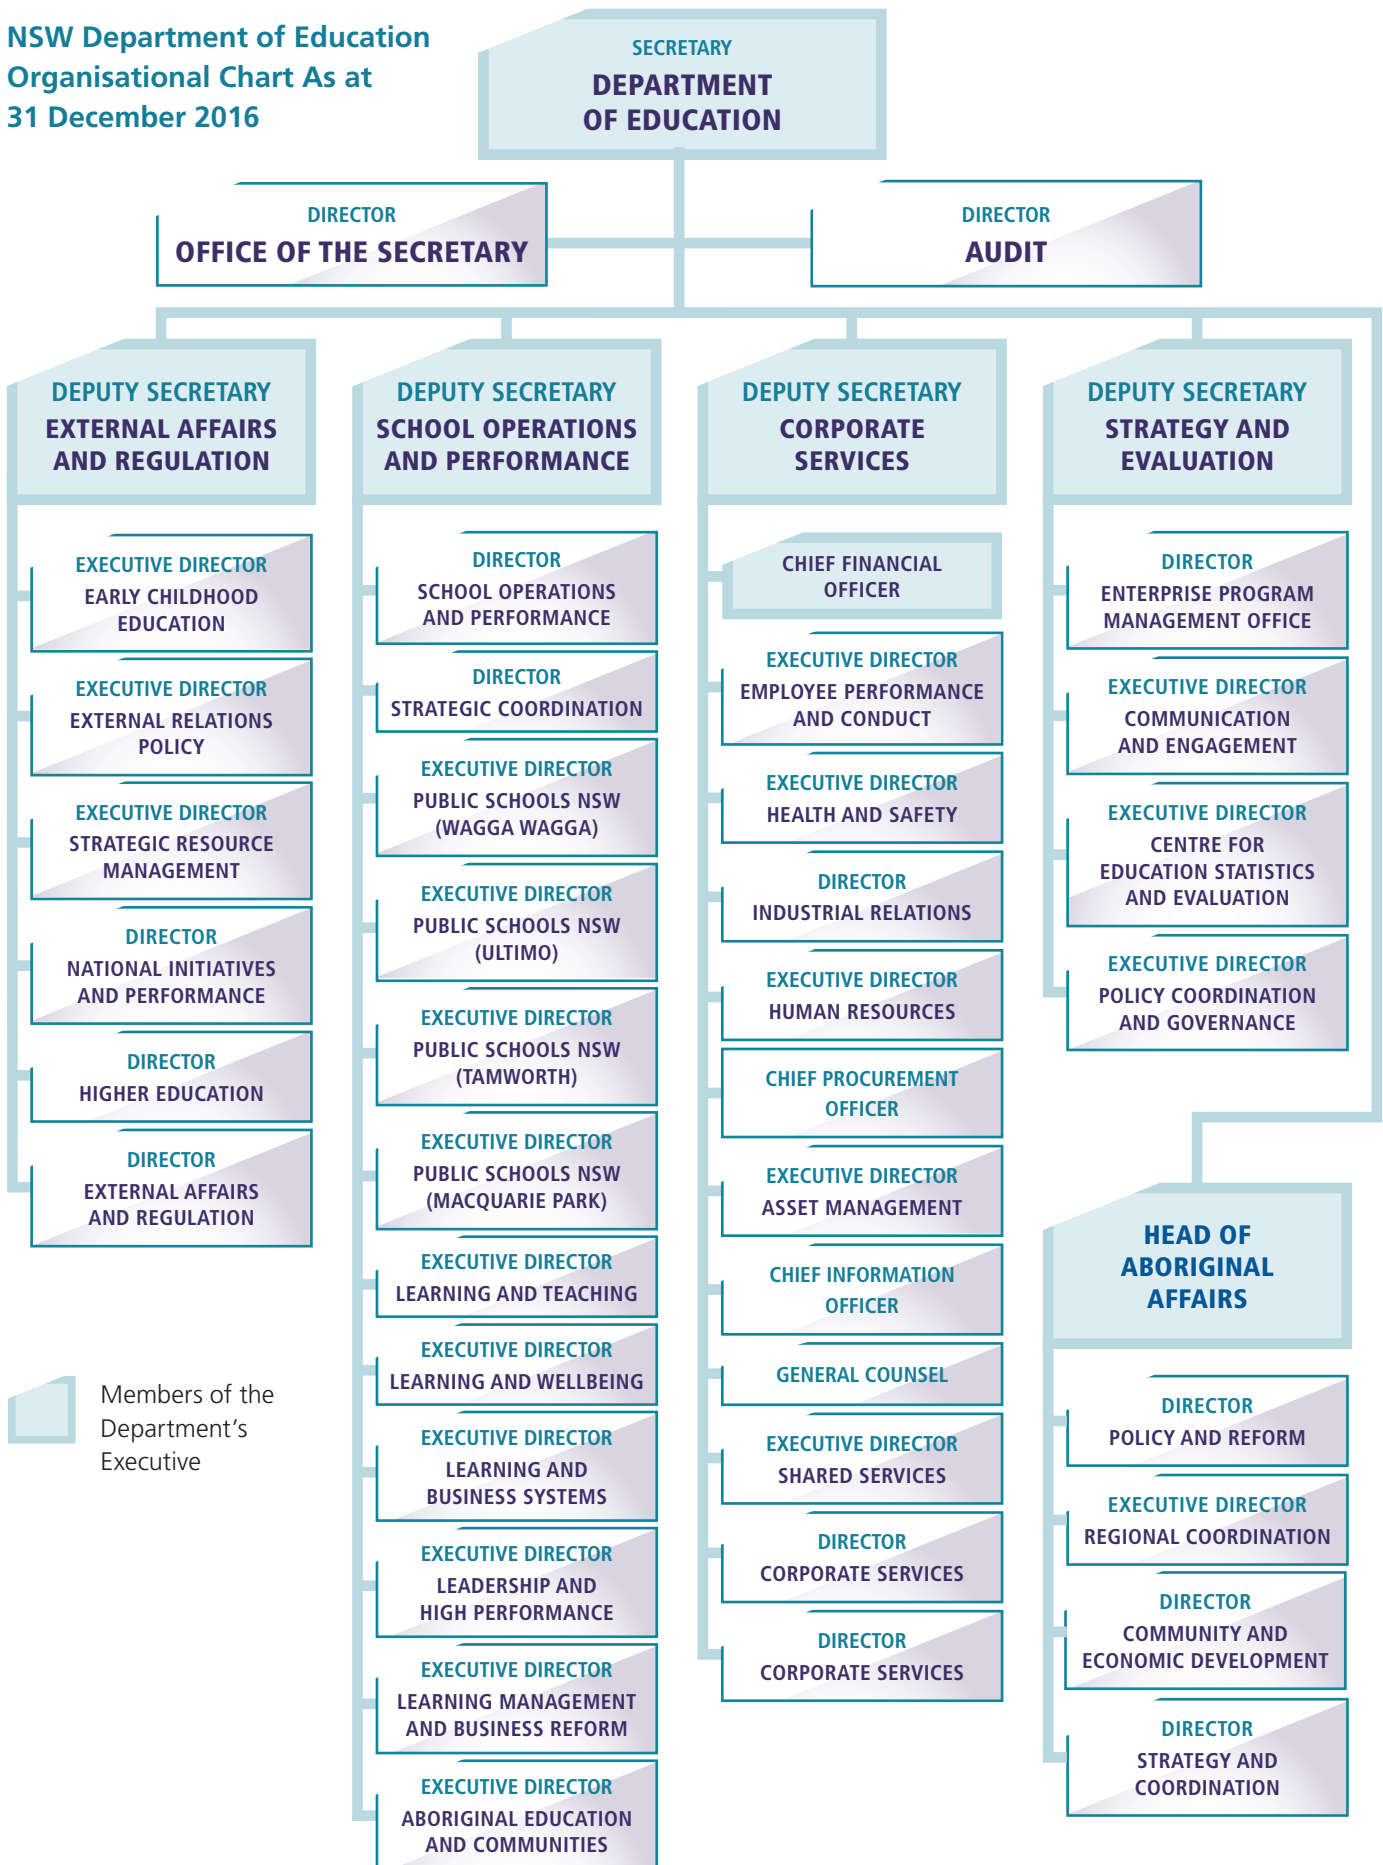 NSW Department of Education
Organisational Chart As at
31 December 2016
SECRETARY
DEPARTMENT
OF EDUCATION
DIRECTOR
OFFICE OF THE SECRETARY
DIRECTOR
AUDIT
DEPUTY SECRETARY
EXTERNAL AFFAIRS
AND REGULATION
EXECUTIVE DIRECTOR
EARLY CHILDHOOD
EDUCATION
EXECUTIVE DIRECTOR
EXTERNAL RELATIONS
POLICY
EXECUTIVE DIRECTOR
STRATEGIC RESOURCE
MANAGEMENT
DIRECTOR
NATIONAL INITIATIVES
AND PERFORMANCE
DIRECTOR
HIGHER EDUCATION
DIRECTOR
EXTERNAL AFFAIRS
AND REGULATION
DEPUTY SECRETARY
SCHOOL OPERATIONS
AND PERFORMANCE
DIRECTOR
SCHOOL OPERATIONS
AND PERFORMANCE
DIRECTOR
STRATEGIC COORDINATION
EXECUTIVE DIRECTOR
PUBLIC SCHOOLS NSW
(WAGGA WAGGA)
EXECUTIVE DIRECTOR
PUBLIC SCHOOLS NSW
(ULTIMO)
EXECUTIVE DIRECTOR
PUBLIC SCHOOLS NSW
(TAMWORTH)
EXECUTIVE DIRECTOR
PUBLIC SCHOOLS NSW
(MACQUARIE PARK)
EXECUTIVE DIRECTOR
LEARNING AND TEACHING
EXECUTIVE DIRECTOR
LEARNING AND WELLBEING
EXECUTIVE DIRECTOR
LEARNING AND
BUSINESS SYSTEMS
EXECUTIVE DIRECTOR
LEADERSHIP AND
HIGH PERFORMANCE
EXECUTIVE DIRECTOR
LEARNING MANAGEMENT
AND BUSINESS REFORM
EXECUTIVE DIRECTOR
ABORIGINAL EDUCATION
AND COMMUNITIES
DEPUTY SECRETARY
CORPORATE
SERVICES
CHIEF FINANCIAL
OFFICER
EXECUTIVE DIRECTOR
EMPLOYEE PERFORMANCE
AND CONDUCT
EXECUTIVE DIRECTOR
HEALTH AND SAFETY
DIRECTOR
INDUSTRIAL RELATIONS
EXECUTIVE DIRECTOR
HUMAN RESOURCES
CHIEF PROCUREMENT
OFFICER
EXECUTIVE DIRECTOR
ASSET MANAGEMENT
CHIEF INFORMATION
OFFICER
GENERAL COUNSEL
EXECUTIVE DIRECTOR
SHARED SERVICES
DIRECTOR
CORPORATE SERVICES
DIRECTOR
CORPORATE SERVICES
DEPUTY SECRETARY
STRATEGY AND
EVALUATION
DIRECTOR
ENTERPRISE PROGRAM
MANAGEMENT OFFICE
EXECUTIVE DIRECTOR
COMMUNICATION
AND ENGAGEMENT
EXECUTIVE DIRECTOR
CENTRE FOR
EDUCATION STATISTICS
AND EVALUATION
EXECUTIVE DIRECTOR
POLICY COORDINATION
AND GOVERNANCE
HEAD OF
ABORIGINAL
AFFAIRS
DIRECTOR
POLICY AND REFORM
EXECUTIVE DIRECTOR
REGIONAL COORDINATION
DIRECTOR
COMMUNITY AND
ECONOMIC DEVELOPMENT
DIRECTOR
STRATEGY AND
COORDINATION
Members of the
Department's
Executive